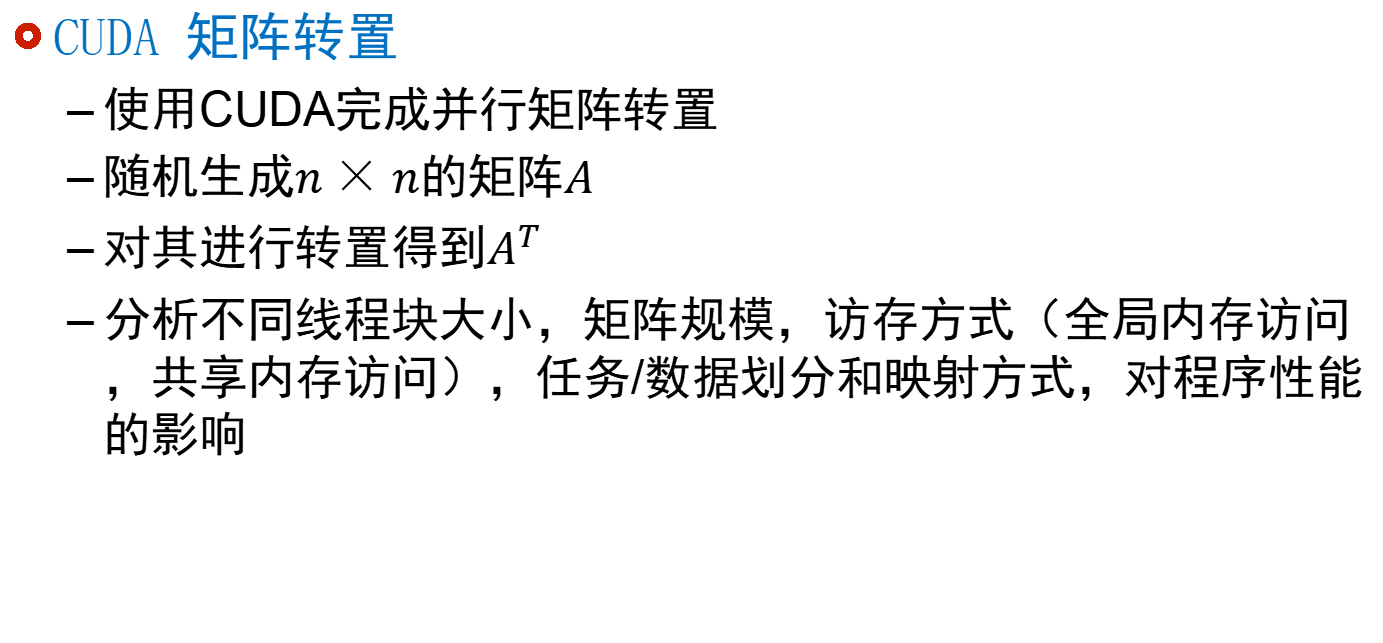 CUDA 矩阵转置
– 使用CUDA完成并行矩阵转置
– 随机生成n × n的矩阵A
– 对其进行转置得到Aᵀ
– 分析不同线程块大小，矩阵规模，访存方式（全局内存访问
，共享内存访问），任务/数据划分和映射方式，对程序性能
的影响